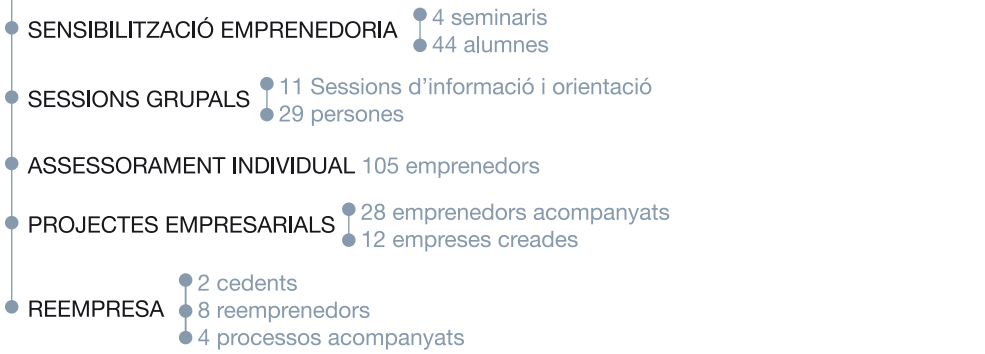 SENSIBILITZACIÓ EMPRENEDORIA
4 seminaris
44 alumnes
SESSIONS GRUPALS
11 Sessions d'informació i orientació
29 persones
ASSESSORAMENT INDIVIDUAL 105 emprenedors
PROJECTES EMPRESARIALS
28 emprenedors acompanyats
12 empreses creades
REEMPRESA
2 cedents
8 reemprenedors
4 processos acompanyats